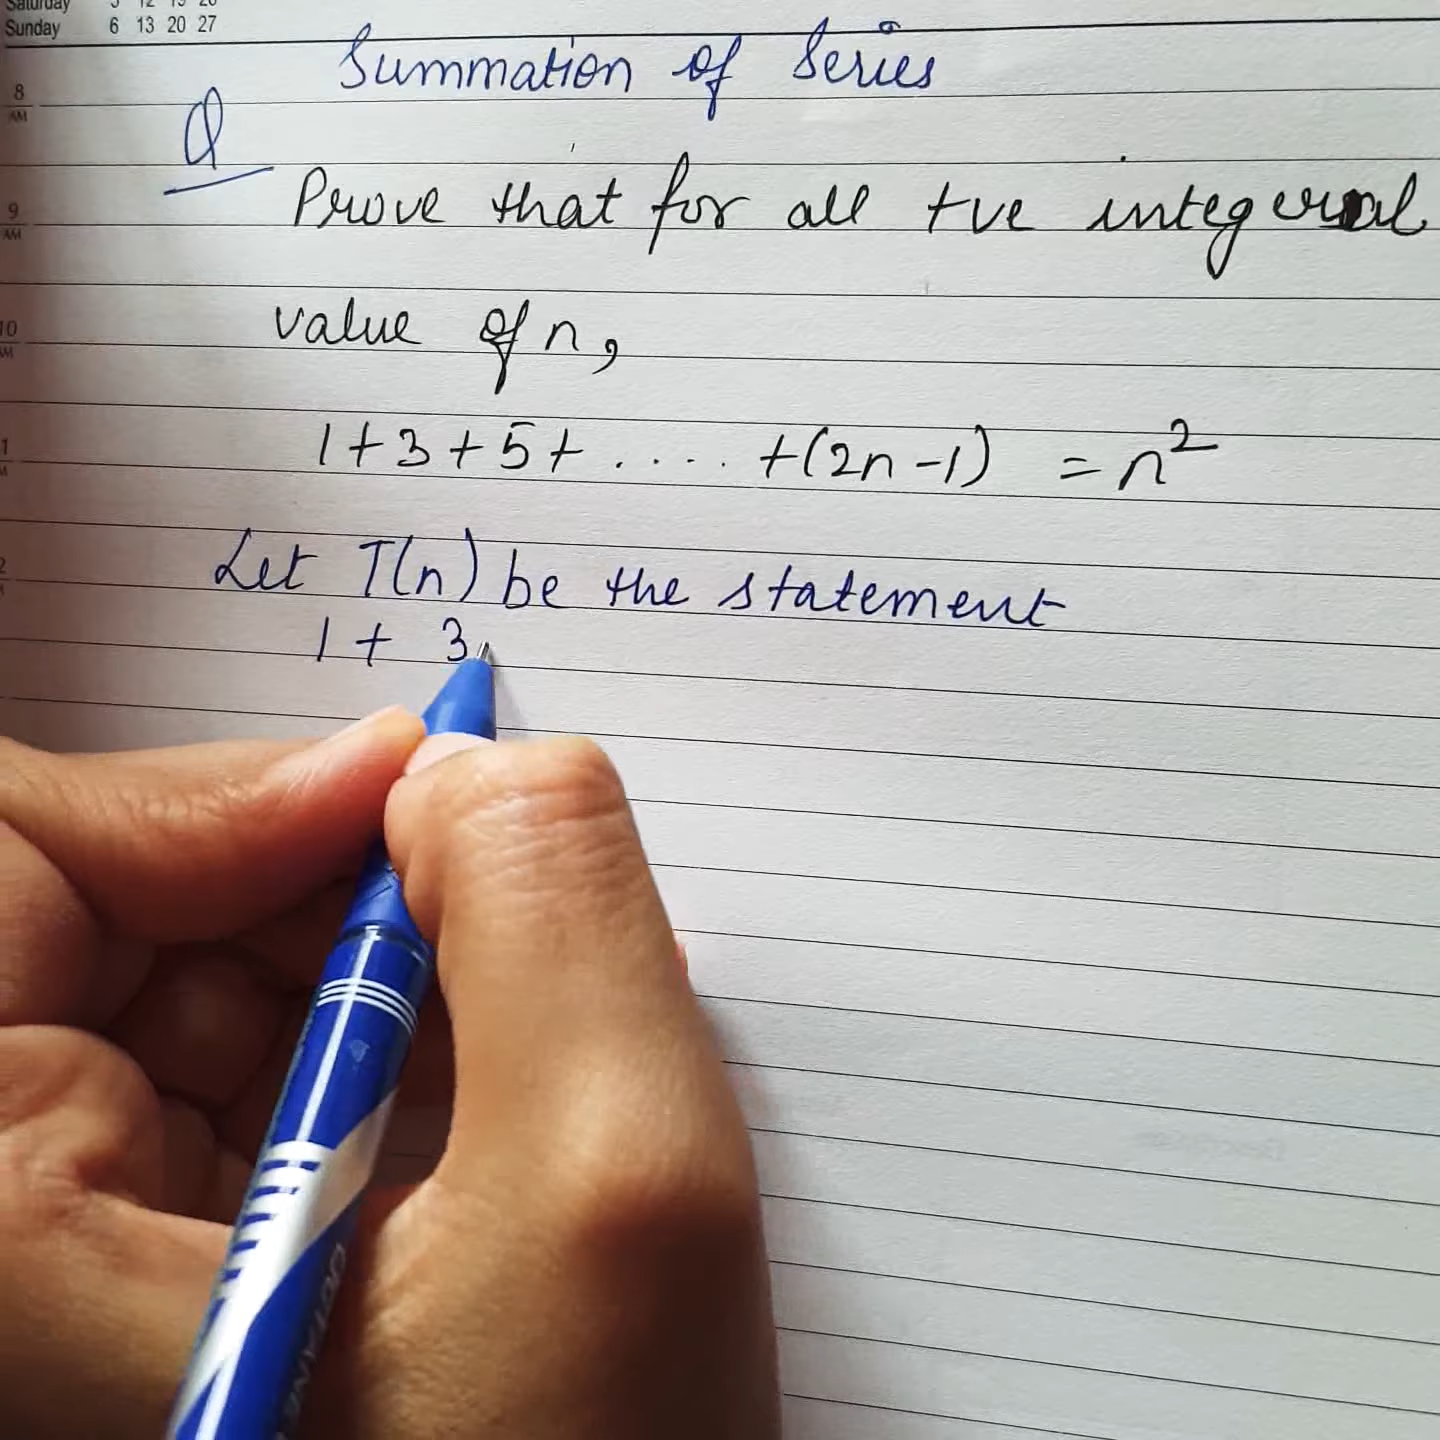 Sunday 6 13 20 27
Summation of Series
8 AM
Q
Prove that for all +ve integeral
9 AM
value of n,
10 AM
1+3+5+ . . . . +(2n-1) = n²
Let T(n) be the statement
1 + 3